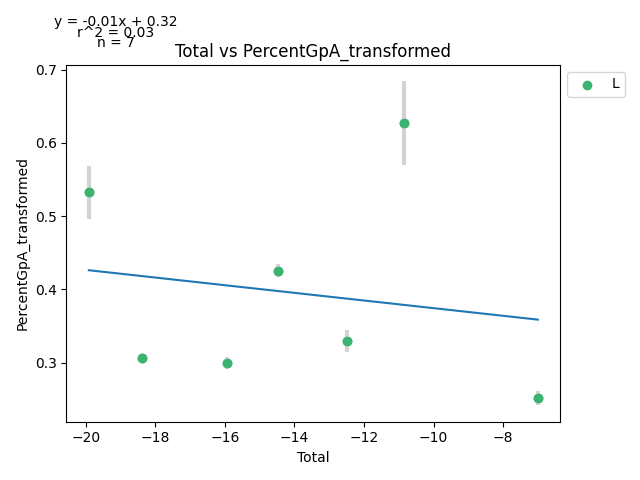 y = -0.01x + 0.32
r^2 = 0.03
n = 7
Total vs PercentGpA_transformed
L
PercentGpA_transformed
0.7
0.6
0.5
0.4
0.3
−20
−18
−16
−14
−12
−10
−8
Total